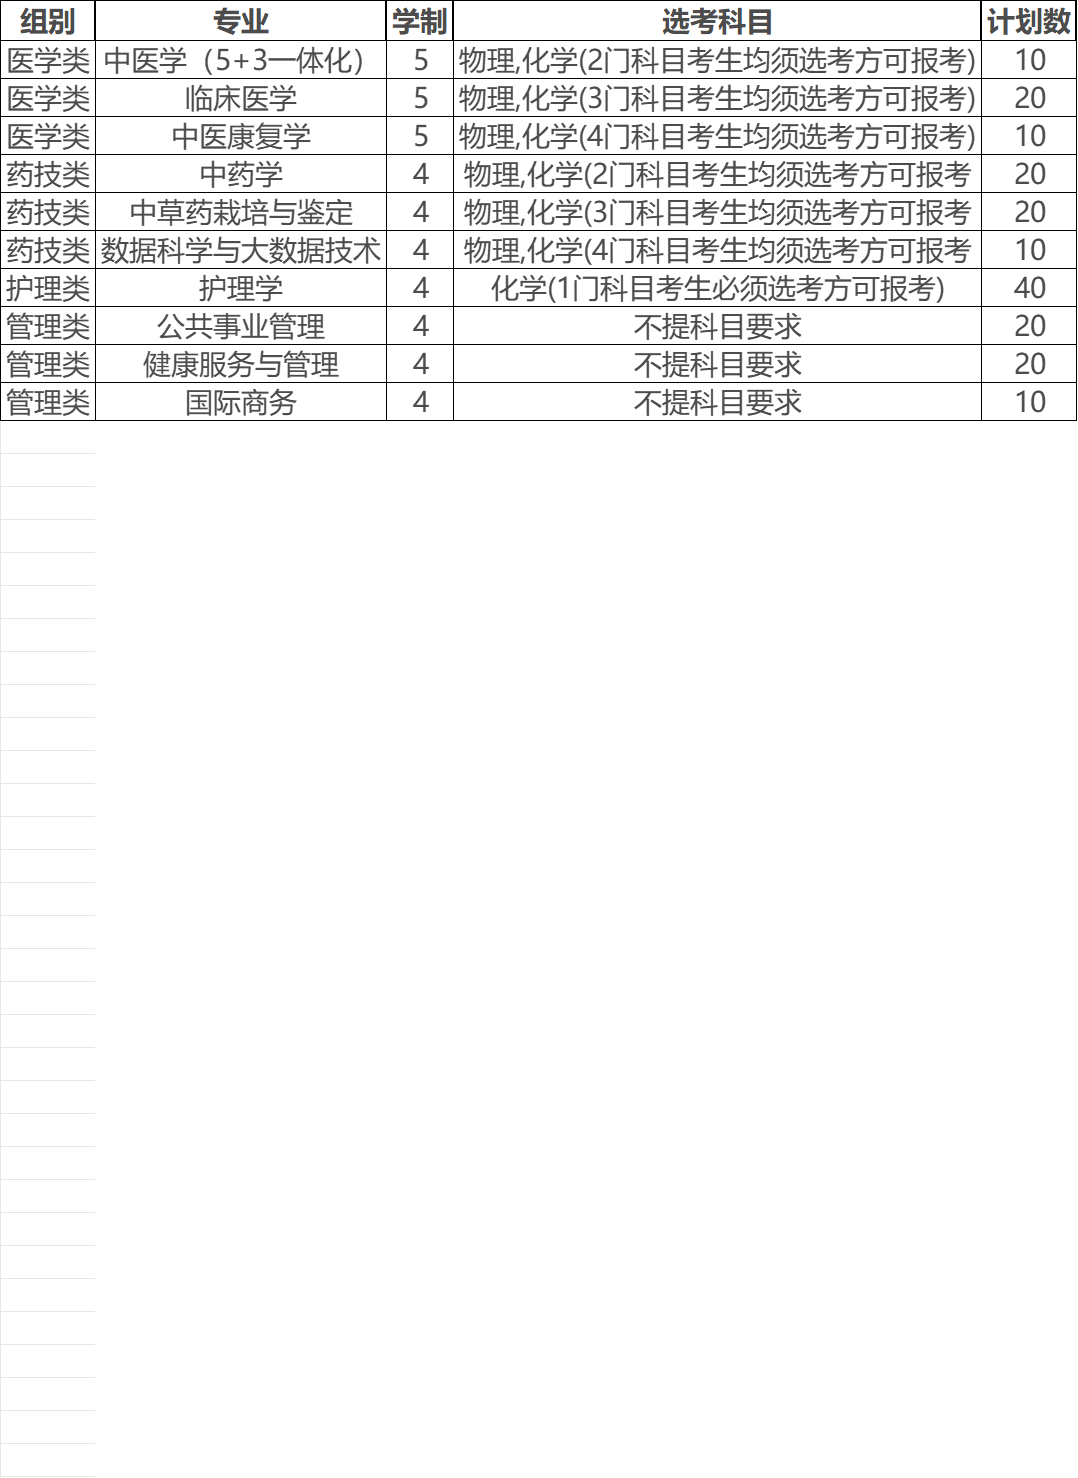 组别 专业 学制 选考科目 计划数
医学类 中医学（5+3一体化） 5 物理,化学(2门科目考生均须选考方可报考) 10
医学类 临床医学 5 物理,化学(3门科目考生均须选考方可报考) 20
医学类 中医康复学 5 物理,化学(4门科目考生均须选考方可报考) 10
药技类 中药学 4 物理,化学(2门科目考生均须选考方可报考 20
药技类 中草药栽培与鉴定 4 物理,化学(3门科目考生均须选考方可报考 20
药技类 数据科学与大数据技术 4 物理,化学(4门科目考生均须选考方可报考 10
护理类 护理学 4 化学(1门科目考生必须选考方可报考) 40
管理类 公共事业管理 4 不提科目要求 20
管理类 健康服务与管理 4 不提科目要求 20
管理类 国际商务 4 不提科目要求 10